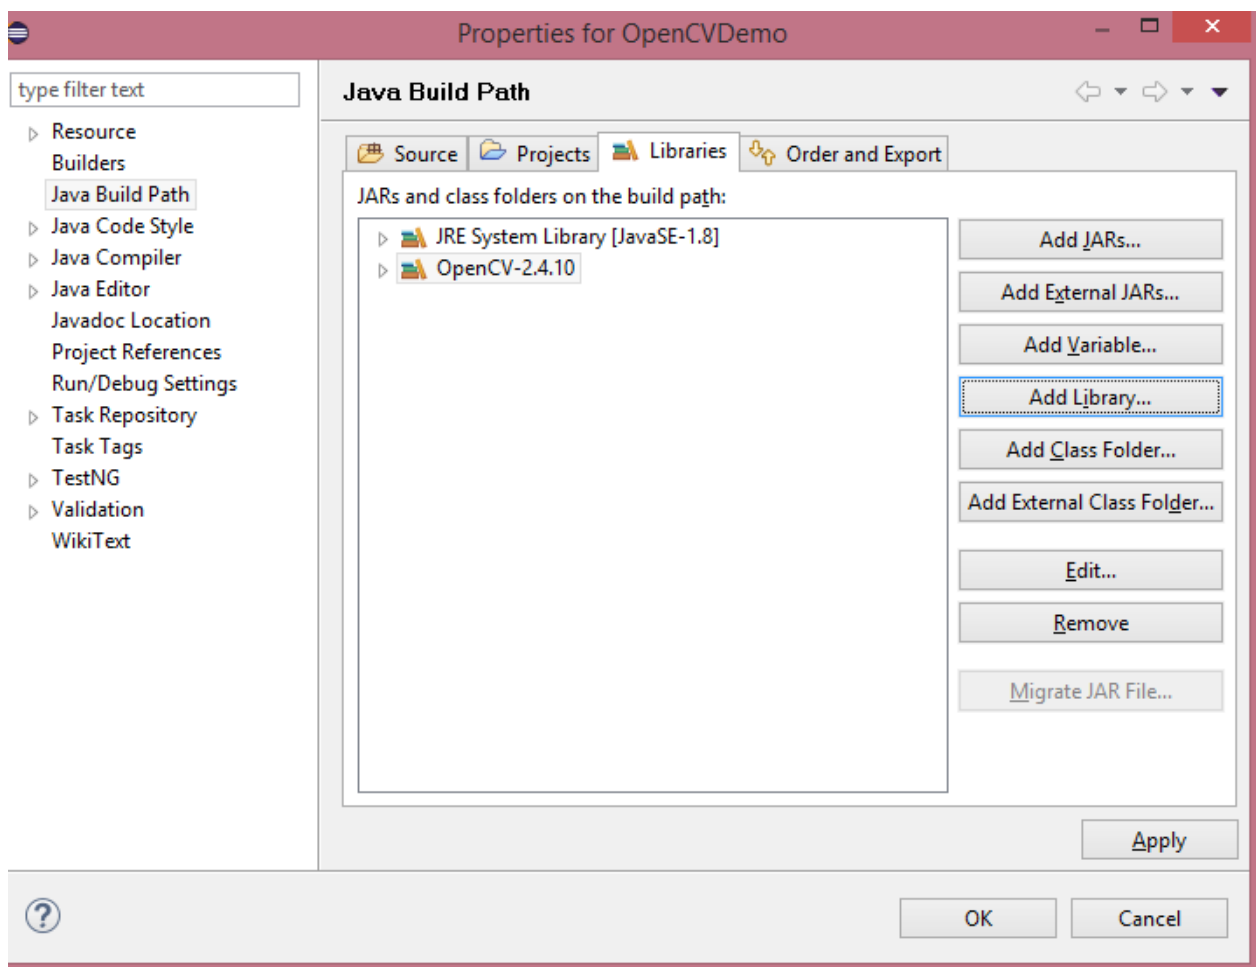 Properties for OpenCVDemo
type filter text
Resource
Builders
Java Build Path
Java Code Style
Java Compiler
Java Editor
Javadoc Location
Project References
Run/Debug Settings
Task Repository
Task Tags
TestNG
Validation
WikiText
Java Build Path
Source Projects Libraries Order and Export
JARs and class folders on the build path:
JRE System Library [JavaSE-1.8]
OpenCV-2.4.10
Add JARs...
Add External JARs...
Add Variable...
Add Library...
Add Class Folder...
Add External Class Folder...
Edit...
Remove
Migrate JAR File...
Apply
OK Cancel